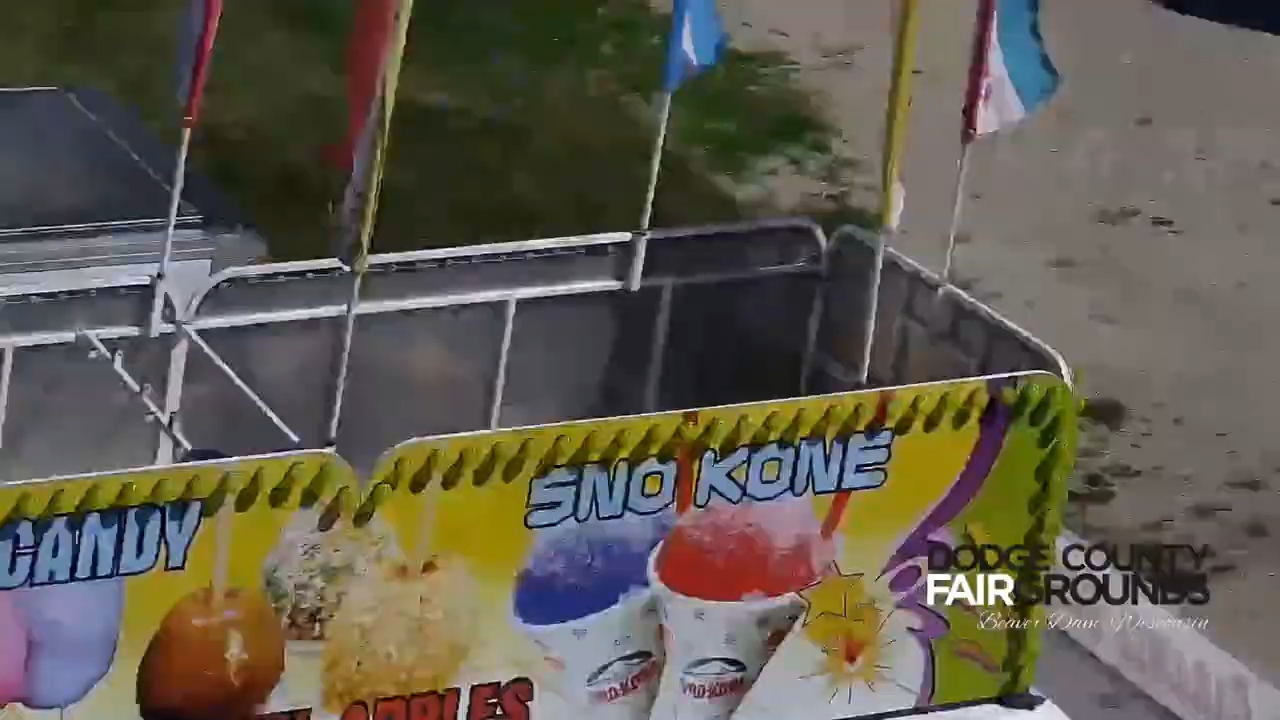 SNO KONE
CANDY
APPLES
DODGE COUNTY
FAIRGROUNDS
Beaver Dam, Wisconsin